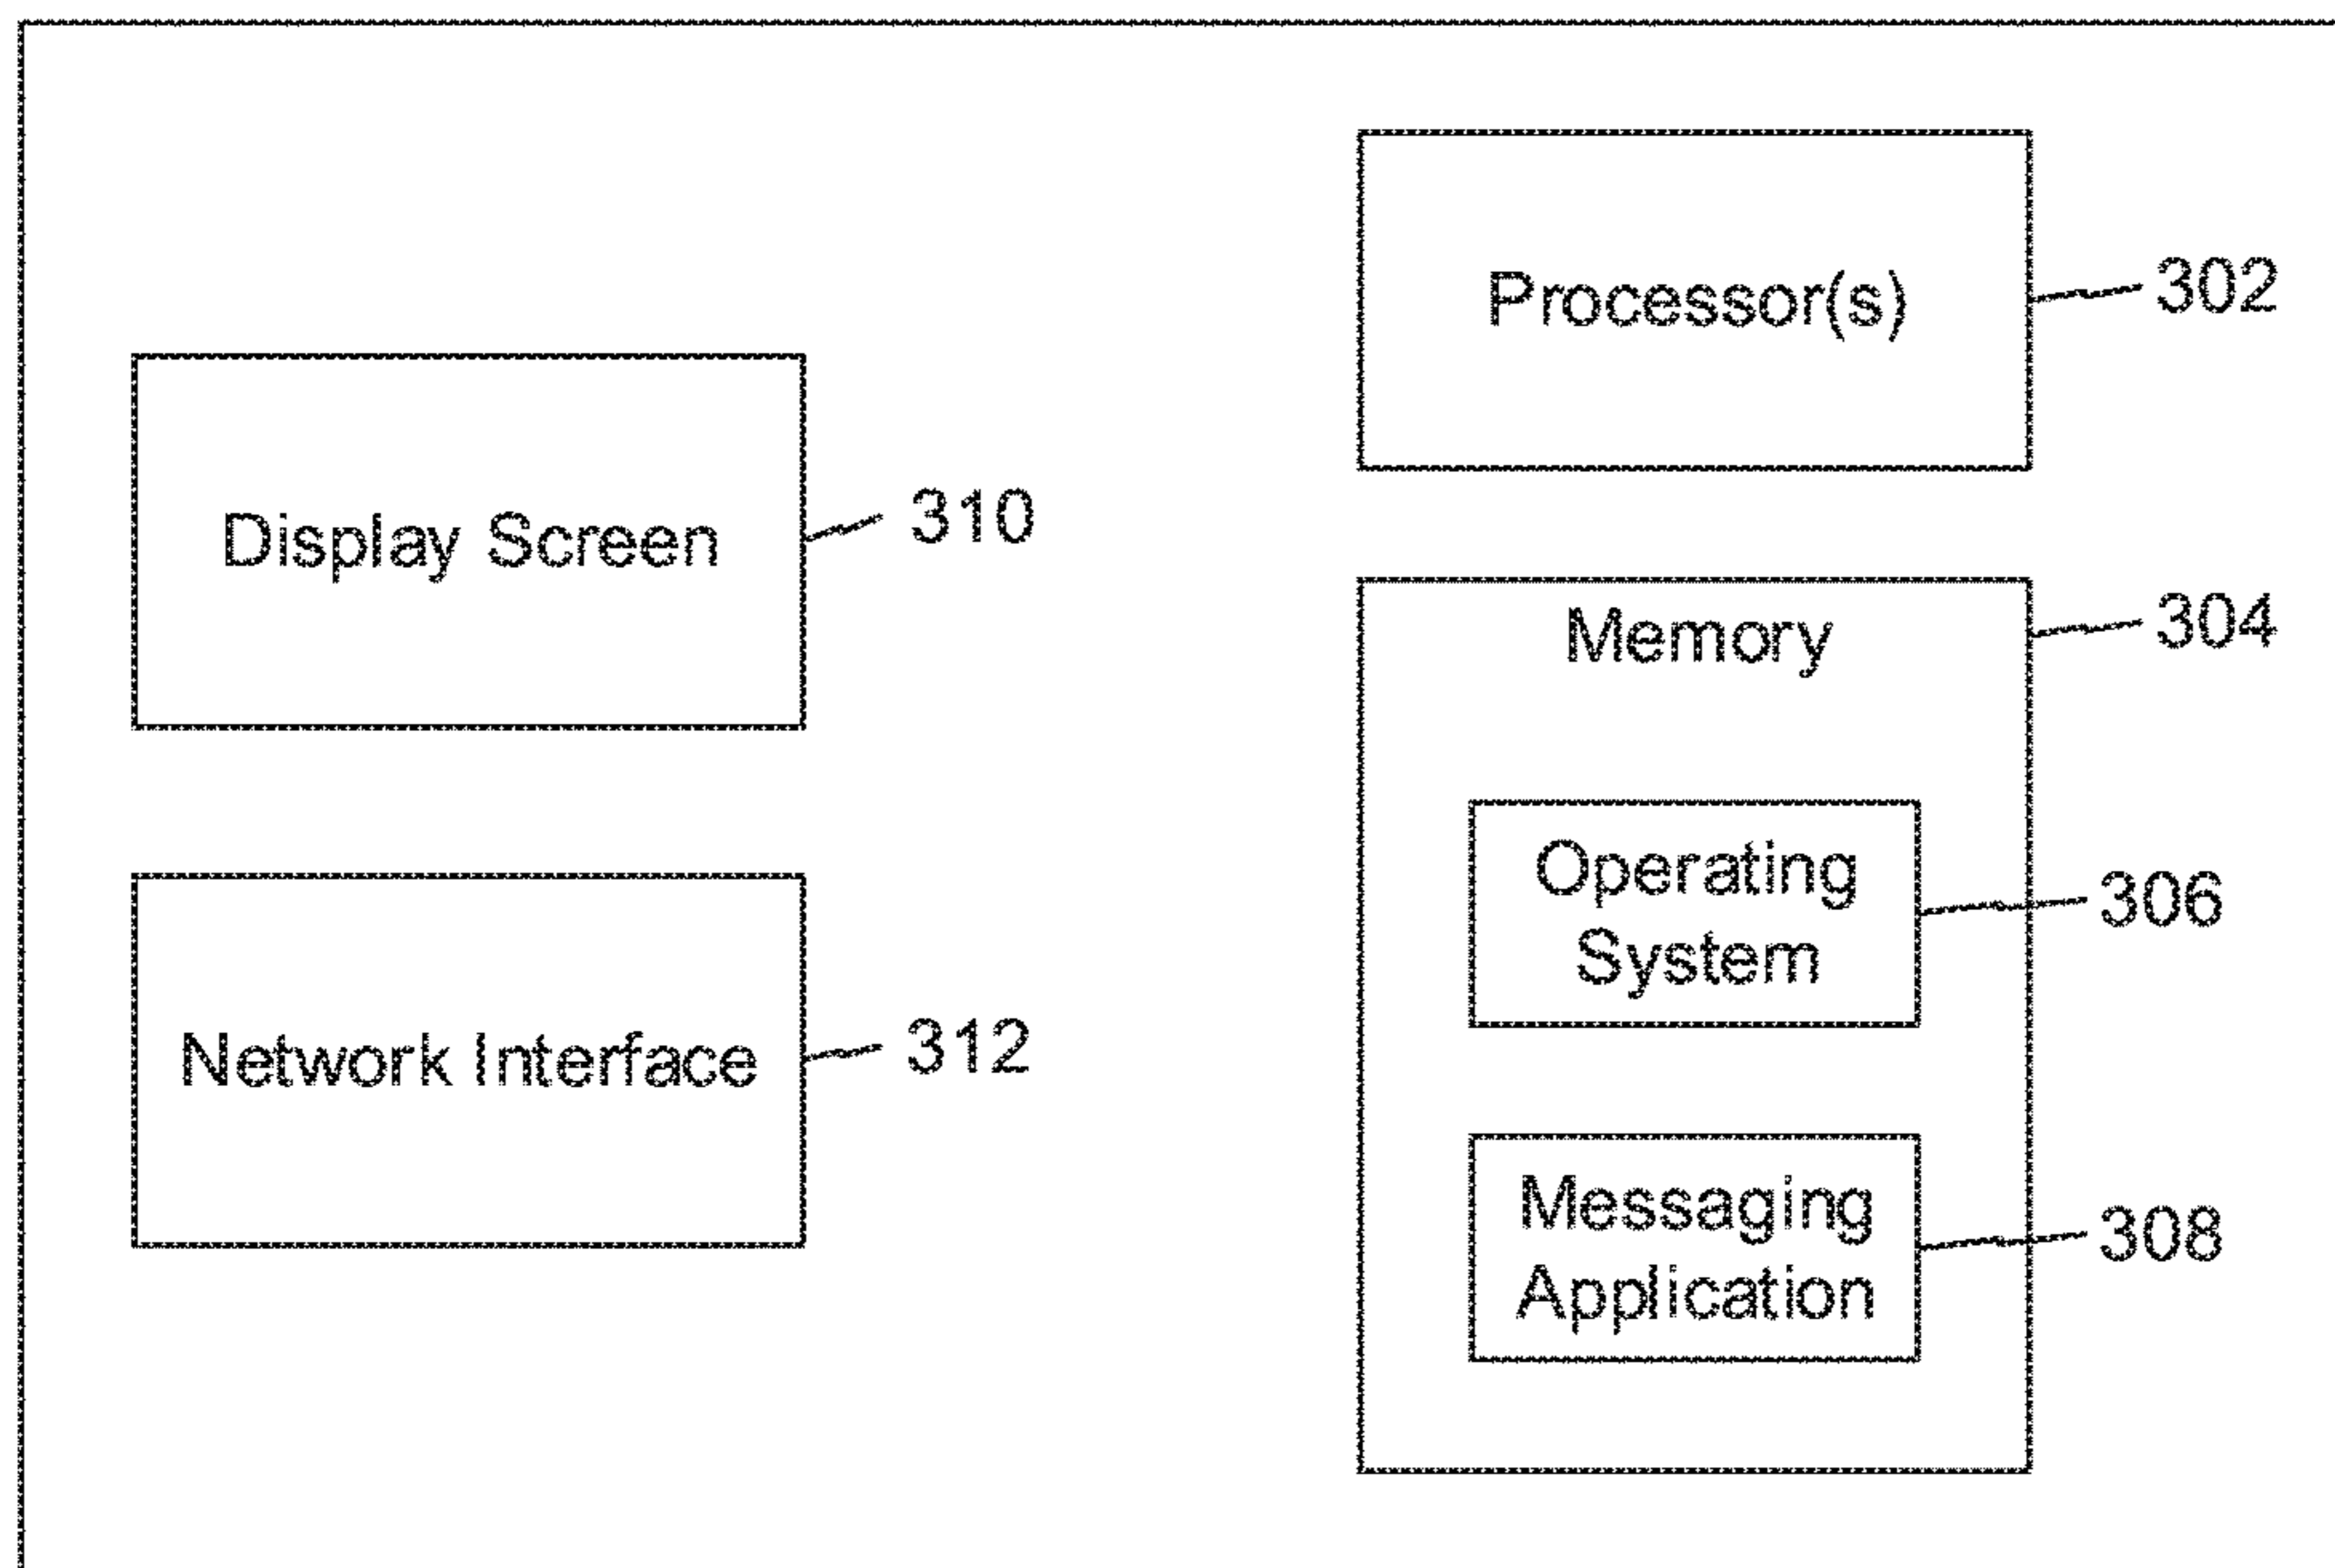 Processor(s)
302
Display Screen
310
Memory
304
Operating
System
306
Network Interface
312
Messaging
Application
308